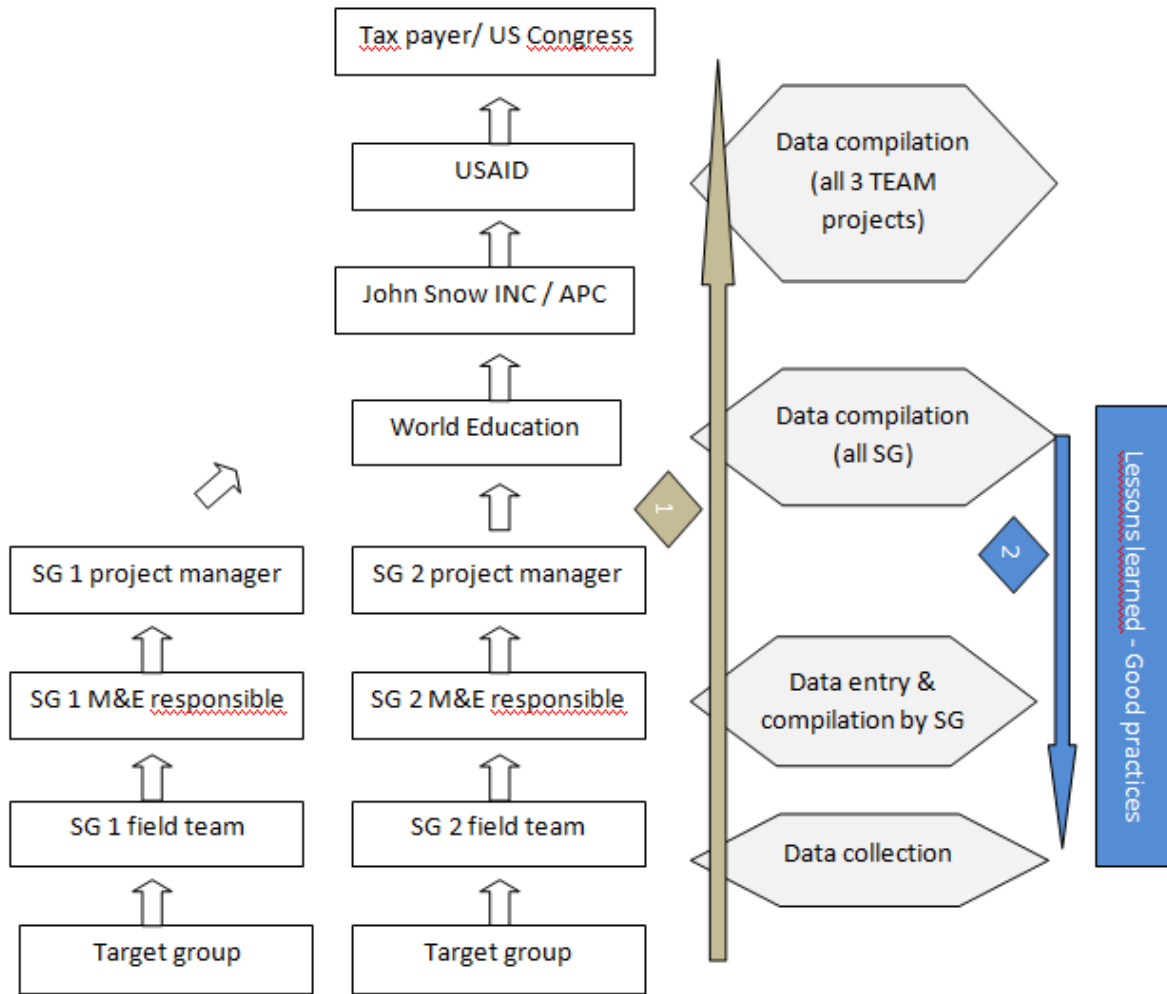 Tax payer/ US Congress
USAID
John Snow INC / APC
World Education
SG 1 project manager
SG 2 project manager
SG 1 M&E responsible
SG 2 M&E responsible
SG 1 field team
SG 2 field team
Target group
Target group
1
Data compilation
(all 3 TEAM
projects)
Data compilation
(all SG)
Data entry &
compilation by SG
Data collection
2
Lessons learned - Good practices